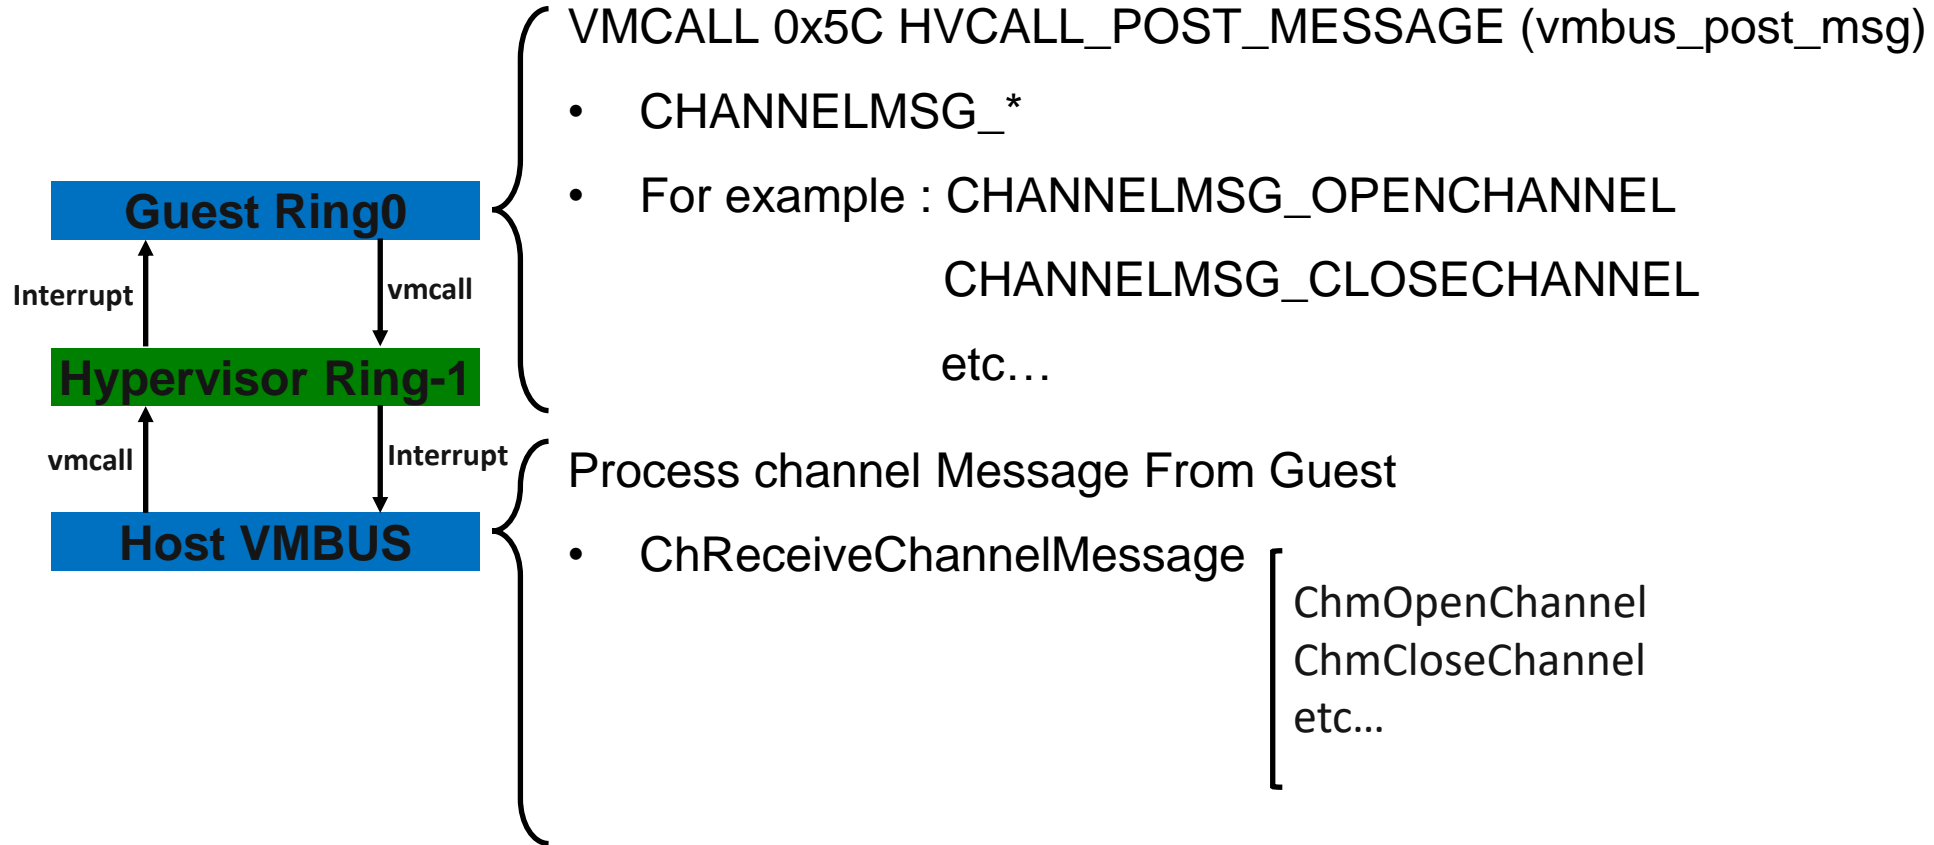 VMCALL 0x5C HVCALL_POST_MESSAGE (vmbus_post_msg)
• CHANNELMSG_*
• For example : CHANNELMSG_OPENCHANNEL
CHANNELMSG_CLOSECHANNEL
etc…
Guest Ring0
Interrupt
vmcall
Hypervisor Ring-1
vmcall
Interrupt
Host VMBUS
Process channel Message From Guest
• ChReceiveChannelMessage
ChmOpenChannel
ChmCloseChannel
etc…